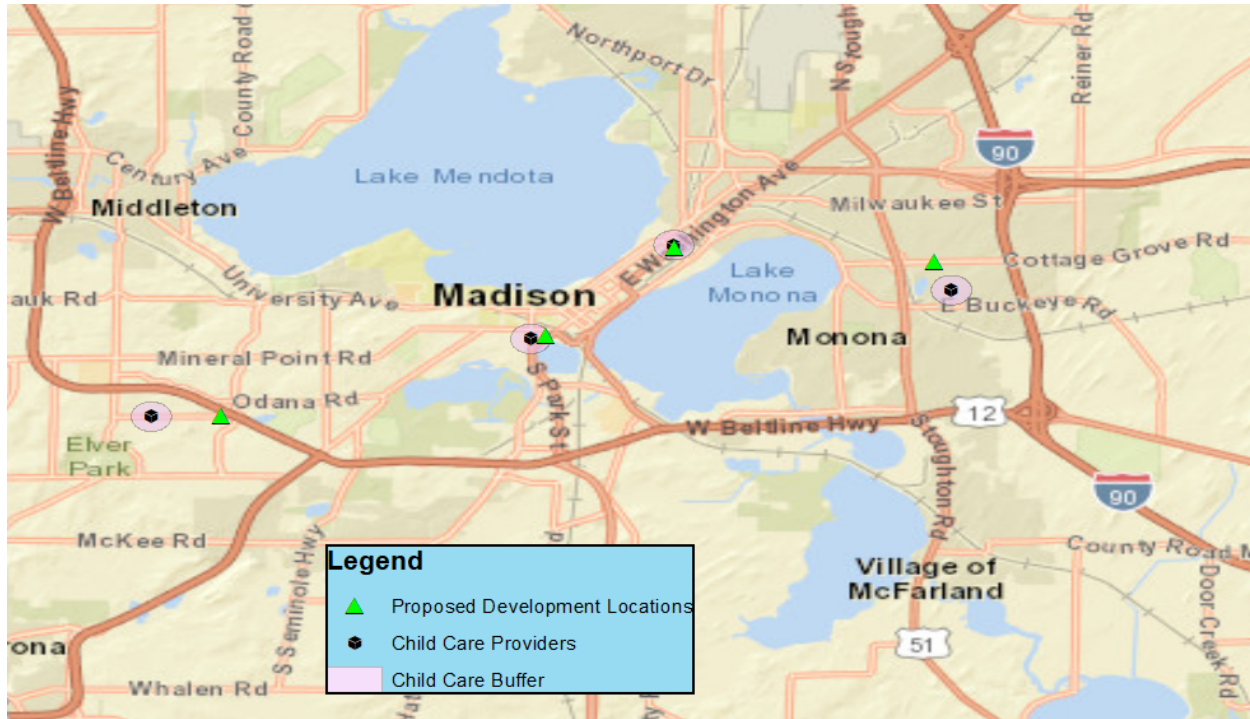 Northport Dr
N Stough
Reiner Rd
County Road
W Beltline Hwy
Century Ave
90
Lake Mendota
Middleton
Milwaukee St
E Washington Ave
Cottage Grove Rd
University Ave
Lake
Monona
auk Rd
Madison
E Buckeye Rd
Monona
Mineral Point Rd
S Park St
Odana Rd
12
W Beltline Hwy
Elver
Park
Stoughton Rd
90
McKee Rd
County Road M
S Seminole Hwy
Village of
McFarland
Door Creek Rd
51
rona
Whalen Rd
Legend
Proposed Development Locations
Child Care Providers
Child Care Buffer